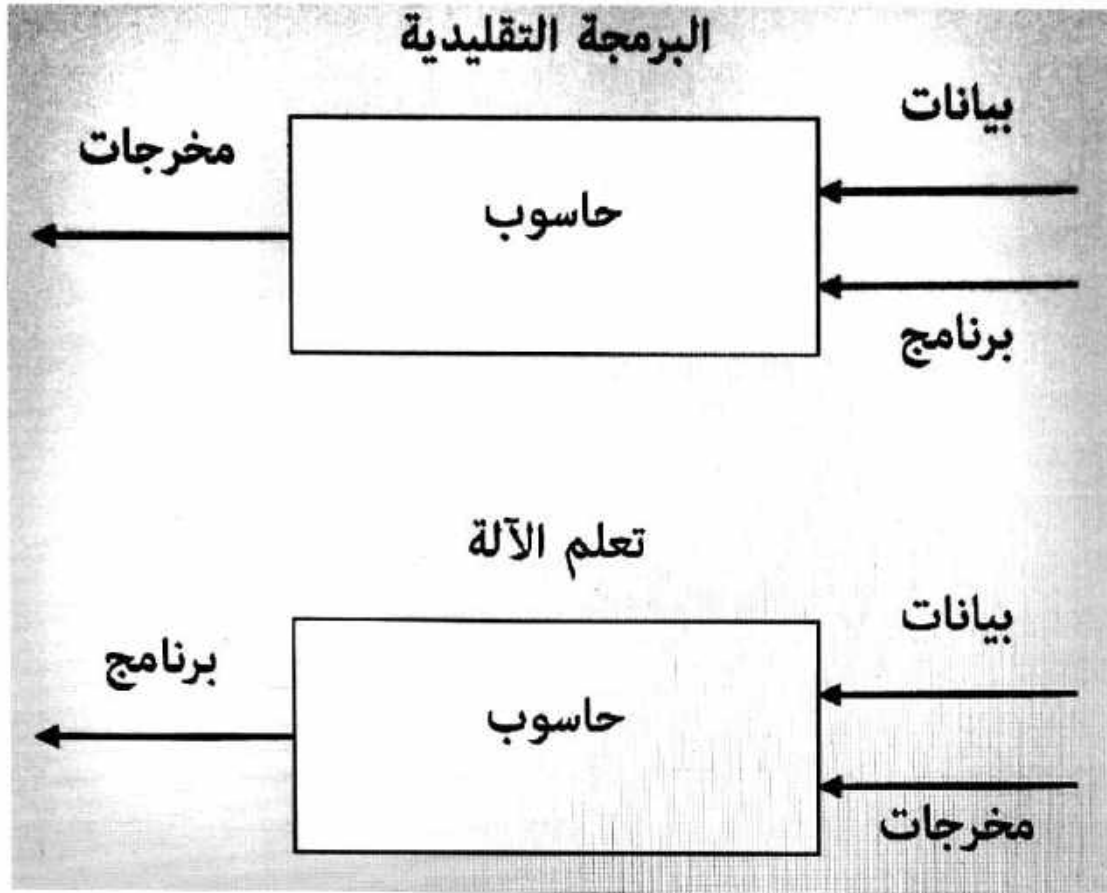 البرمجة التقليدية
بيانات
مخرجات
حاسوب
برنامج
تعلم الآلة
بيانات
برنامج
حاسوب
مخرجات